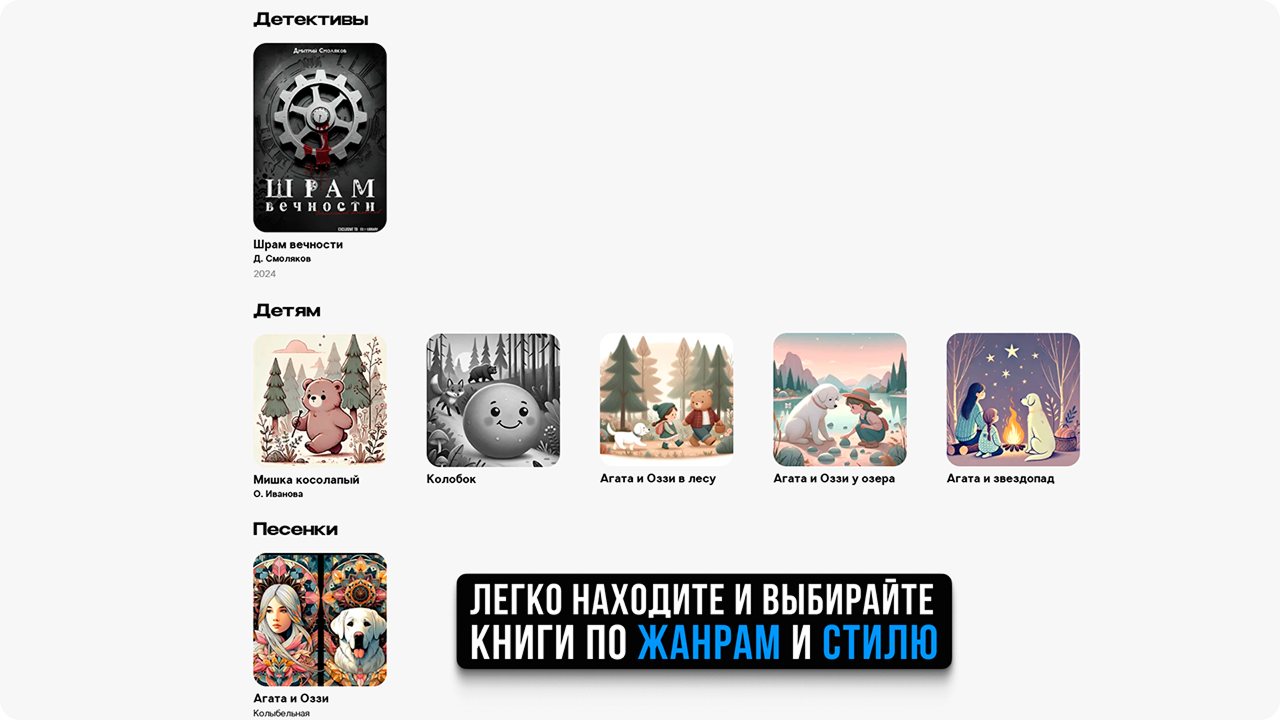 Детективы
Дмитрий Смоляков
ШРАМ
вечности
Шрам вечности
Д. Смоляков
2024
Детям
Мишка косолапый
О. Иванова
Колобок
Агата и Оззи в лесу
Агата и Оззи у озера
Агата и звездопад
Песенки
Агата и Оззи
Колыбельная
ЛЕГКО НАХОДИТЕ И ВЫБИРАЙТЕ
КНИГИ ПО ЖАНРАМ И СТИЛЮ